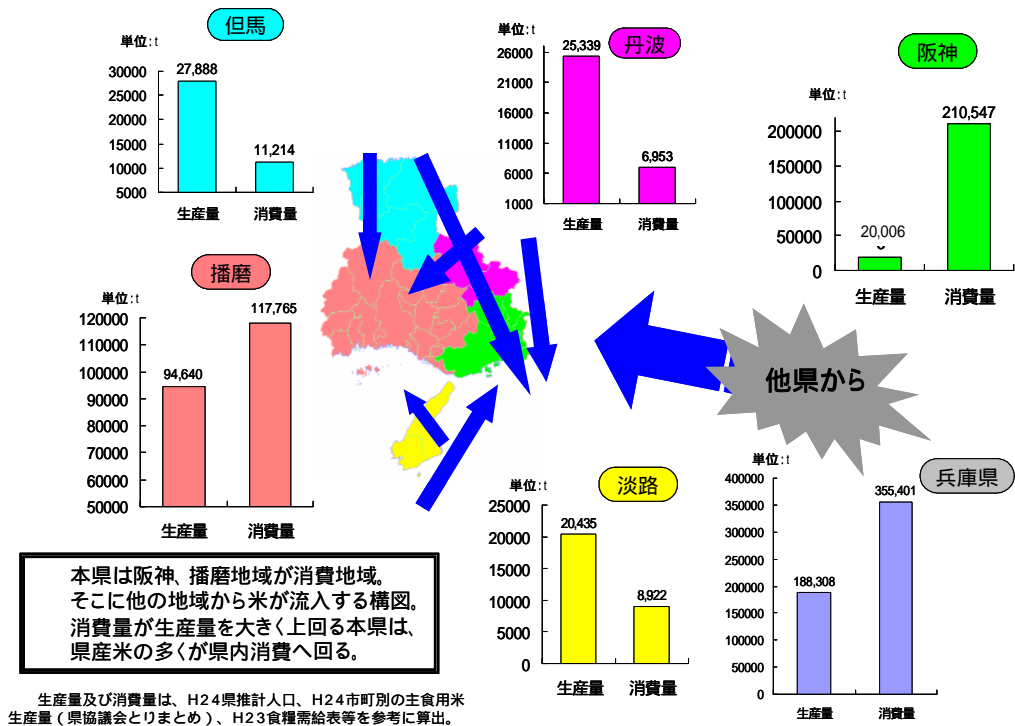 但馬
単位:t
30000
25000
20000
15000
10000
5000
27,888
11,214
生産量
消費量
丹波
単位:t
26000
21000
16000
11000
6000
1000
25,339
6,953
生産量
消費量
阪神
単位:t
200000
150000
100000
50000
0
20,006
210,547
生産量
消費量
播磨
単位:t
120000
110000
100000
90000
80000
70000
60000
50000
94,640
117,765
生産量
消費量
他県から
淡路
単位:t
25000
20000
15000
10000
5000
0
20,435
8,922
生産量
消費量
兵庫県
単位:t
400000
350000
300000
250000
200000
150000
100000
50000
0
188,308
355,401
生産量
消費量
本県は阪神、播磨地域が消費地域。
そこに他の地域から米が流入する構図。
消費量が生産量を大きく上回る本県は、
県産米の多くが県内消費へ回る。
生産量及び消費量は、H24県推計人口、H24市町別の主食用米
生産量(県協議会とりまとめ)、H23食糧需給表等を参考に算出。